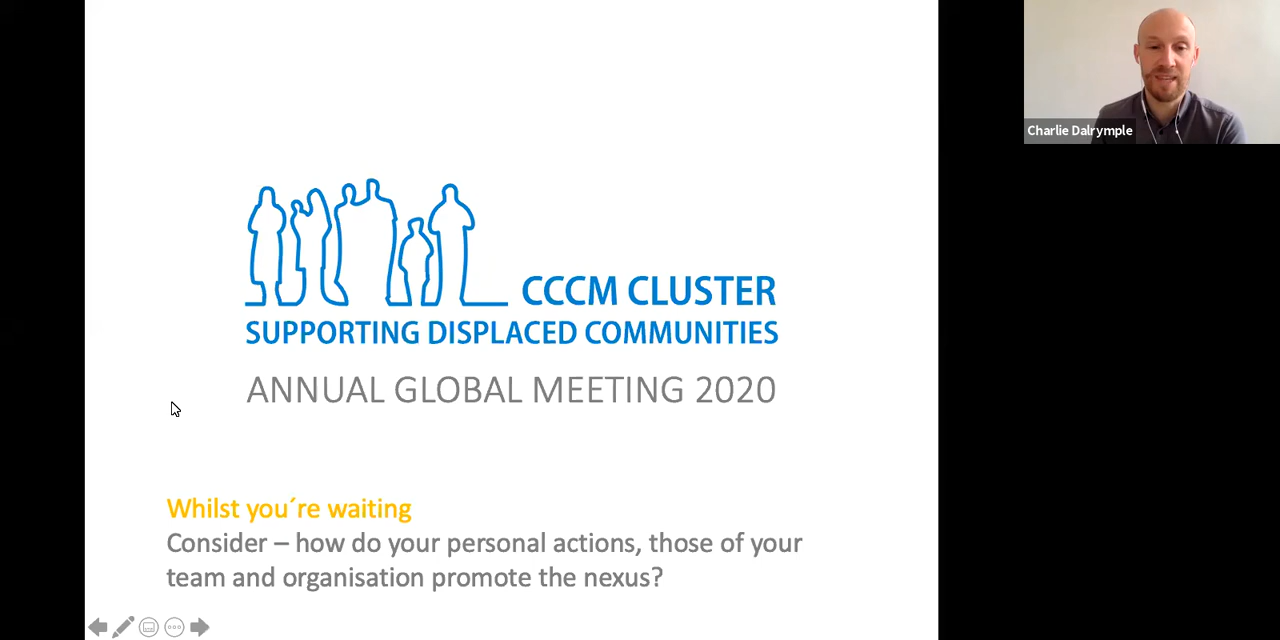 CCCM CLUSTER
SUPPORTING DISPLACED COMMUNITIES
ANNUAL GLOBAL MEETING 2020
Whilst you´re waiting
Consider – how do your personal actions, those of your
team and organisation promote the nexus?
Charlie Dalrymple